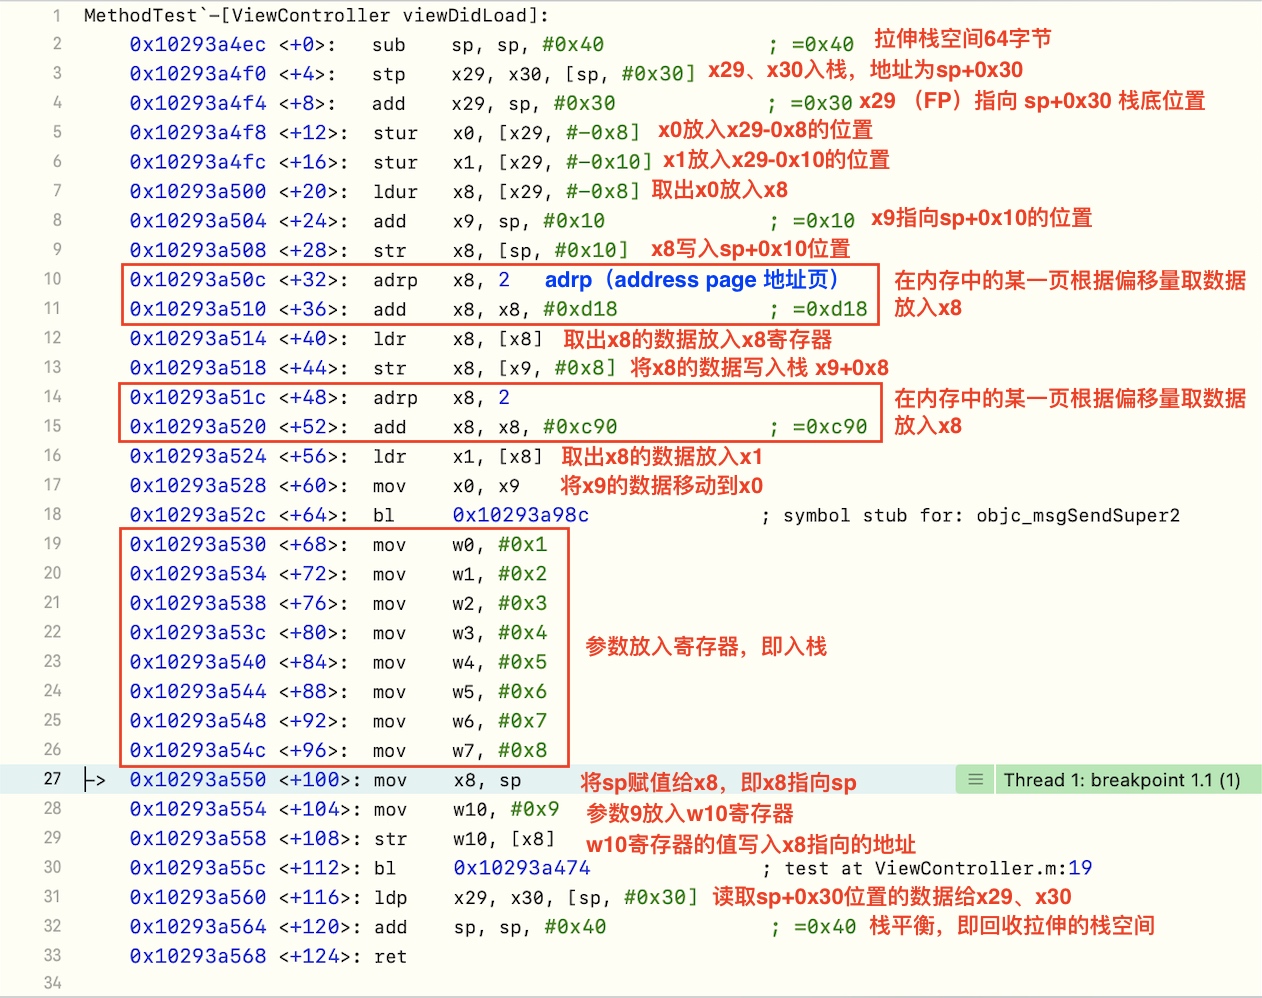 1 MethodTest`-[ViewController viewDidLoad]:
2 0x10293a4ec <+0>: sub sp, sp, #0x40 ; =0x40 拉伸栈空间64字节
3 0x10293a4f0 <+4>: stp x29, x30, [sp, #0x30] x29、x30入栈，地址为sp+0x30
4 0x10293a4f4 <+8>: add x29, sp, #0x30 ; =0x30 x29 （FP）指向 sp+0x30 栈底位置
5 0x10293a4f8 <+12>: stur x0, [x29, #-0x8] x0放入x29-0x8的位置
6 0x10293a4fc <+16>: stur x1, [x29, #-0x10] x1放入x29-0x10的位置
7 0x10293a500 <+20>: ldur x8, [x29, #-0x8] 取出x0放入x8
8 0x10293a504 <+24>: add x9, sp, #0x10 ; =0x10 x9指向sp+0x10的位置
9 0x10293a508 <+28>: str x8, [sp, #0x10] x8写入sp+0x10位置
10 0x10293a50c <+32>: adrp x8, 2 adrp（address page 地址页） 在内存中的某一页根据偏移量取数据
11 0x10293a510 <+36>: add x8, x8, #0xd18 ; =0xd18 放入x8
12 0x10293a514 <+40>: ldr x8, [x8] 取出x8的数据放入x8寄存器
13 0x10293a518 <+44>: str x8, [x9, #0x8] 将x8的数据写入栈 x9+0x8
14 0x10293a51c <+48>: adrp x8, 2 在内存中的某一页根据偏移量取数据
15 0x10293a520 <+52>: add x8, x8, #0xc90 ; =0xc90 放入x8
16 0x10293a524 <+56>: ldr x1, [x8] 取出x8的数据放入x1
17 0x10293a528 <+60>: mov x0, x9 将x9的数据移动到x0
18 0x10293a52c <+64>: bl 0x10293a98c ; symbol stub for: objc_msgSendSuper2
19 0x10293a530 <+68>: mov w0, #0x1
20 0x10293a534 <+72>: mov w1, #0x2
21 0x10293a538 <+76>: mov w2, #0x3
22 0x10293a53c <+80>: mov w3, #0x4
参数放入寄存器，即入栈
23 0x10293a540 <+84>: mov w4, #0x5
24 0x10293a544 <+88>: mov w5, #0x6
25 0x10293a548 <+92>: mov w6, #0x7
26 0x10293a54c <+96>: mov w7, #0x8
27 -> 0x10293a550 <+100>: mov x8, sp 将sp赋值给x8，即x8指向sp Thread 1: breakpoint 1.1 (1)
28 0x10293a554 <+104>: mov w10, #0x9 参数9放入w10寄存器
29 0x10293a558 <+108>: str w10, [x8] w10寄存器的值写入x8指向的地址
30 0x10293a55c <+112>: bl 0x10293a474 ; test at ViewController.m:19
31 0x10293a560 <+116>: ldp x29, x30, [sp, #0x30] 读取sp+0x30位置的数据给x29、x30
32 0x10293a564 <+120>: add sp, sp, #0x40 ; =0x40 栈平衡，即回收拉伸的栈空间
33 0x10293a568 <+124>: ret
34